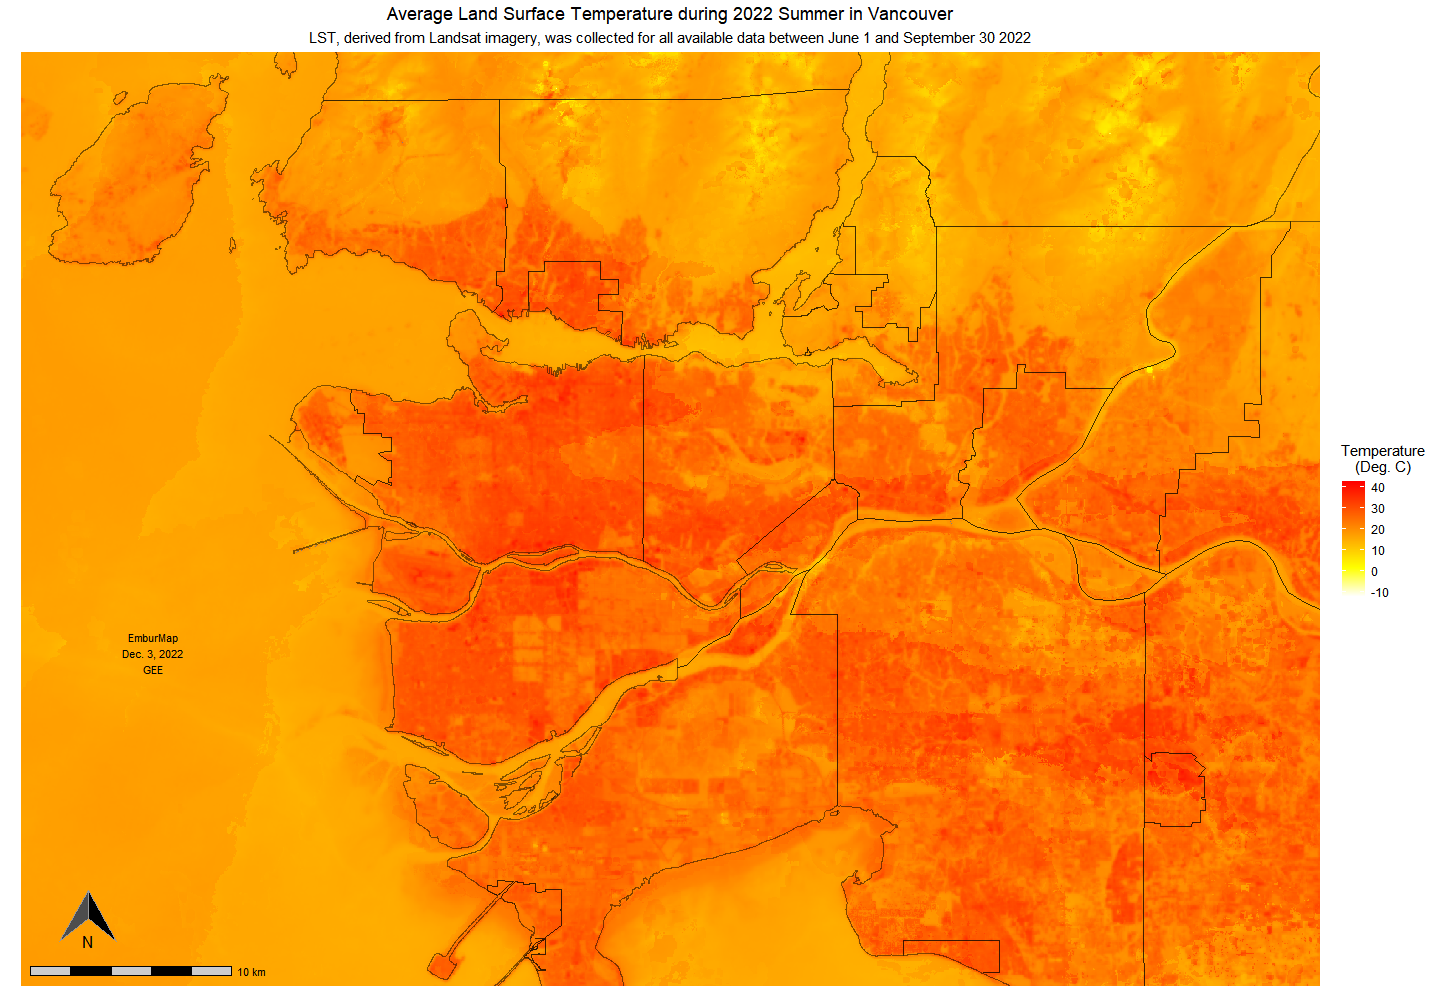 Average Land Surface Temperature during 2022 Summer in Vancouver
LST, derived from Landsat imagery, was collected for all available data between June 1 and September 30 2022
Temperature
(Deg. C)
40
30
20
10
0
-10
EmburMap
Dec. 3, 2022
GEE
N
10 km